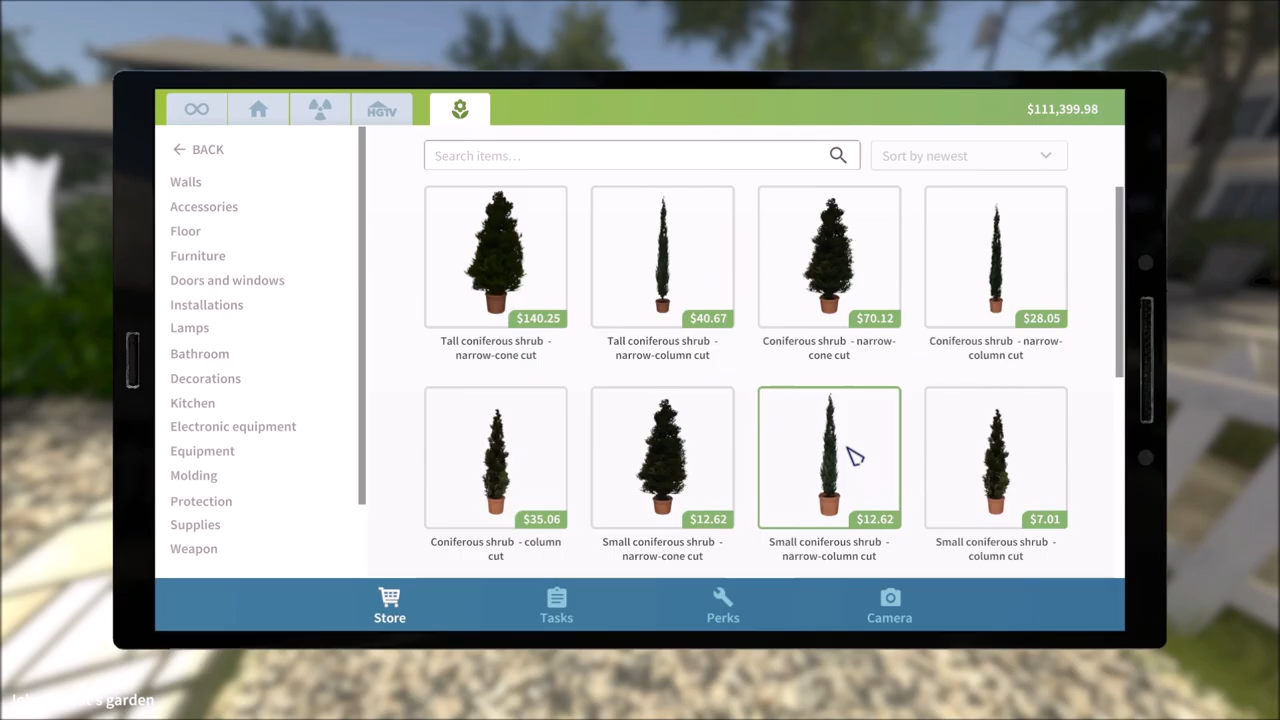 HGTV
$111,399.98
BACK
Walls
Accessories
Floor
Furniture
Doors and windows
Installations
Lamps
Bathroom
Decorations
Kitchen
Electronic equipment
Equipment
Molding
Protection
Supplies
Weapon
Search items...
Sort by newest
$140.25
Tall coniferous shrub -
narrow-cone cut
$40.67
Tall coniferous shrub -
narrow-column cut
$70.12
Coniferous shrub - narrow-
cone cut
$28.05
Coniferous shrub - narrow-
column cut
$35.06
Coniferous shrub - column
cut
$12.62
Small coniferous shrub -
narrow-cone cut
$12.62
Small coniferous shrub -
narrow-column cut
$7.01
Small coniferous shrub -
column cut
Store
Tasks
Perks
Camera
garden